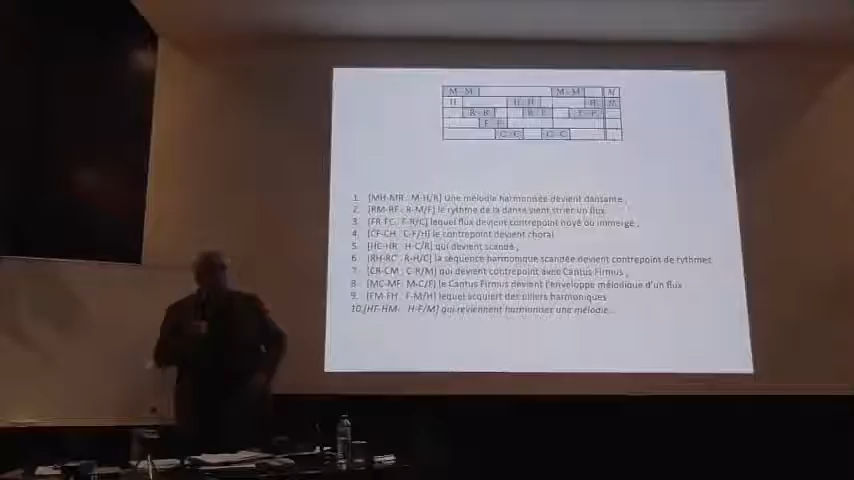 M-M M-M M
H H-H H H
R-R R-R
F-F F-F
C-C C-C
1. [MH-MR : M-H/R] Une mélodie harmonisée devient dansante ,
2. [RM-RF : R-M/F] le rythme de la danse vient strier un flux
3. [FR-FC : F-R/C] lequel flux devient contrepoint noyé ou immergé ,
4. [CF-CH : C-F/H] le contrepoint devient choral
5. [HC-HR : H-C/R] qui devient scandé ,
6. [RH-RC : R-H/C] la séquence harmonique scandée devient contrepoint de rythmes
7. [CR-CM : C-R/M] qui devient contrepoint avec Cantus Firmus ,
8. [MC-MF : M-C/F] le Cantus Firmus devient l'enveloppe mélodique d'un flux
9. [FM-FH : F-M/H] lequel acquiert des piliers harmoniques
10. [HF-HM- H-F/M] qui reviennent harmoniser une mélodie.